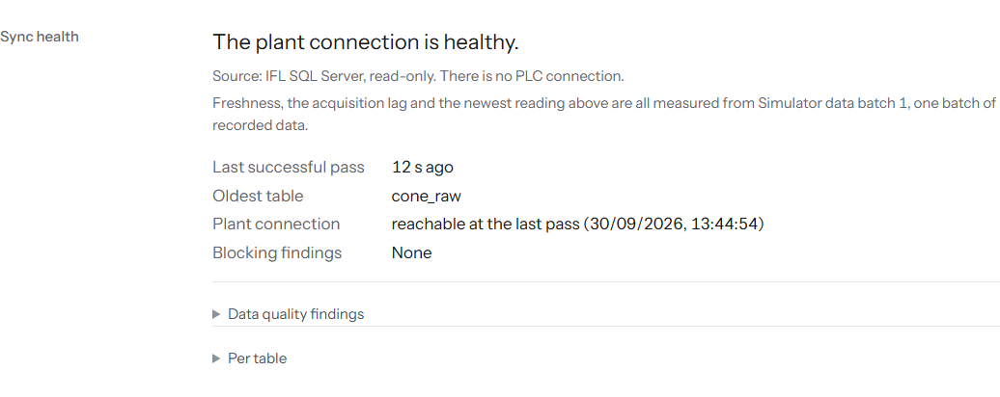 Sync health
The plant connection is healthy.
Source: IFL SQL Server, read-only. There is no PLC connection.
Freshness, the acquisition lag and the newest reading above are all measured from Simulator data batch 1, one batch of
recorded data.
Last successful pass 12 s ago
Oldest table cone_raw
Plant connection reachable at the last pass (30/09/2026, 13:44:54)
Blocking findings None
Data quality findings
Per table